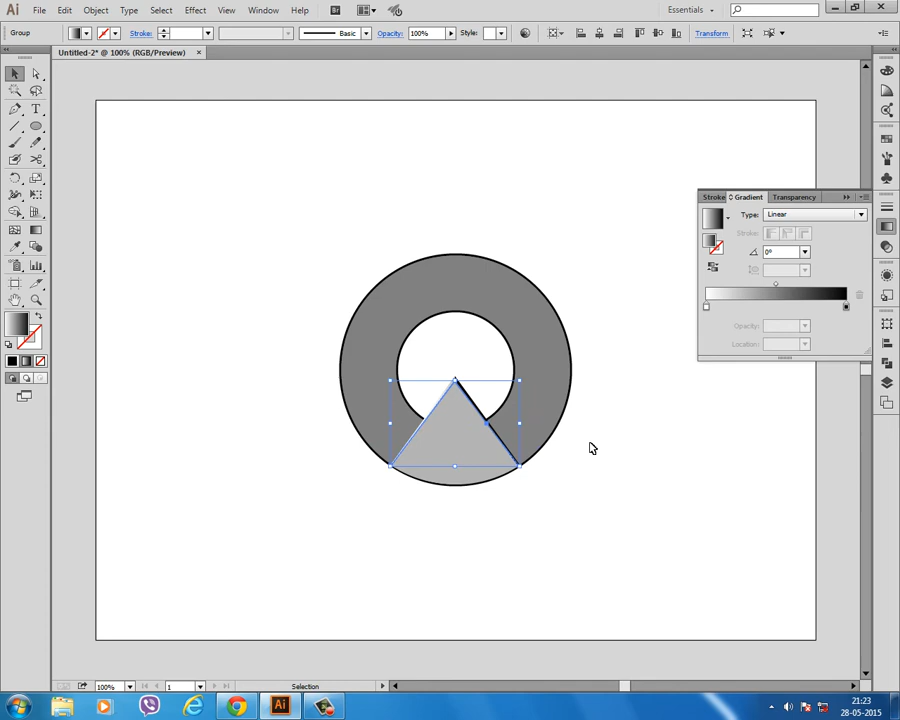 Ai File Edit Object Type Select Effect View Window Help Br Essentials
Group Stroke: Basic Opacity: 100% Style: Transform
Untitled-2* @ 100% (RGB/Preview) ×
Stroke Gradient Transparency
Type: Linear
Stroke:
0°
Opacity:
Location:
T
100% 1 Selection
Ai
21:23
28-05-2015